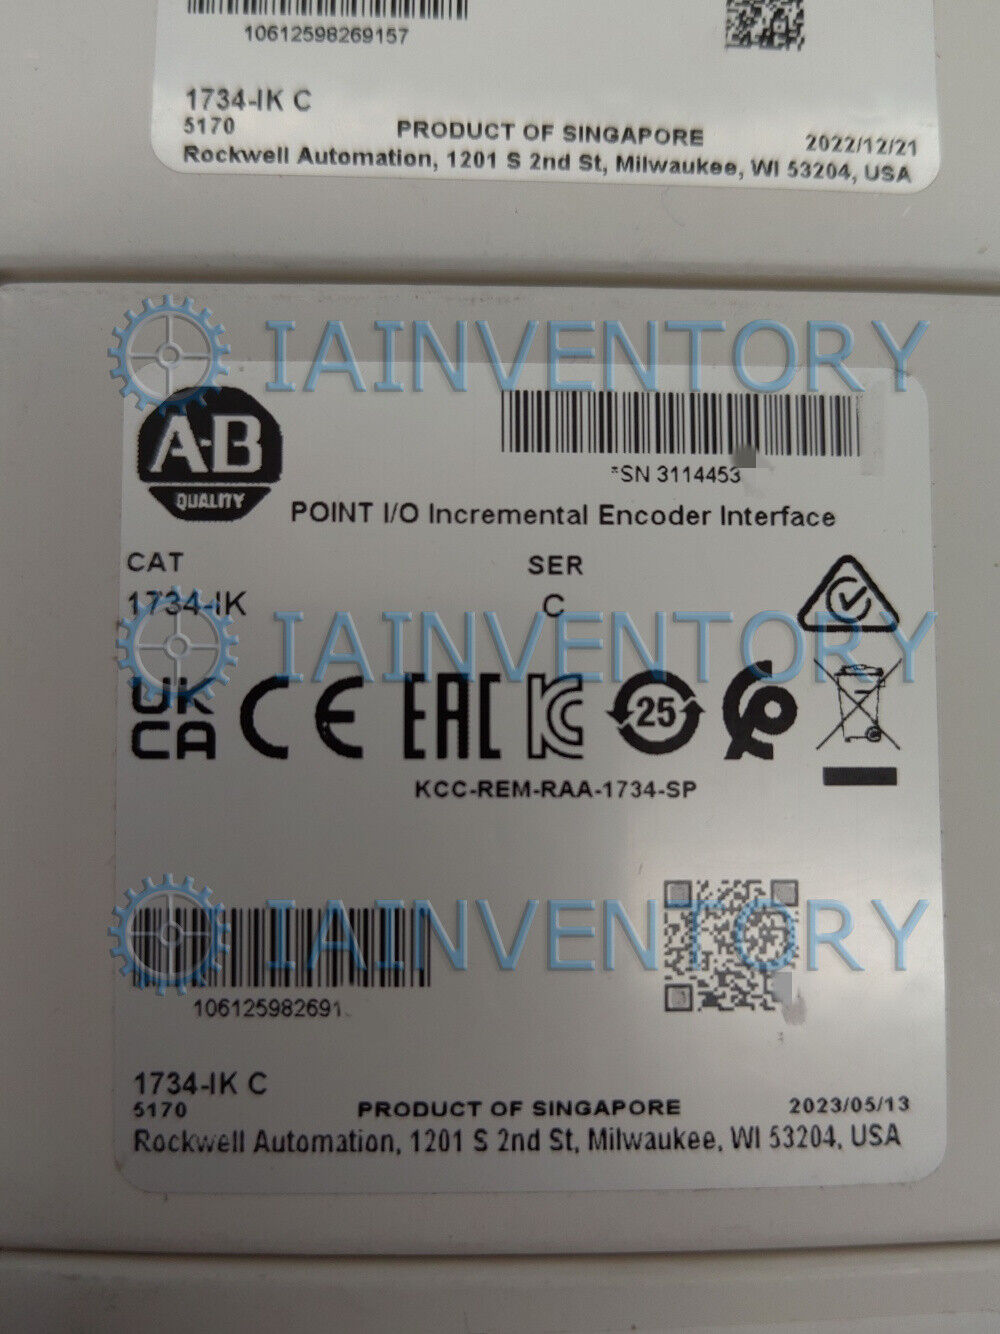 10612598269157
1734-IK C
5170
PRODUCT OF SINGAPORE
2022/12/21
Rockwell Automation, 1201 S 2nd St, Milwaukee, WI 53204, USA
IAINVENTORY
A-B
QUALITY
*SN 3114453
POINT I/O Incremental Encoder Interface
CAT
SER
1734-IK
C
IAINVENTORY
UK
CA
CE
EAC
KC
25
KCC-REM-RAA-1734-SP
IAINVENTORY
106125982691
1734-IK C
5170
PRODUCT OF SINGAPORE
2023/05/13
Rockwell Automation, 1201 S 2nd St, Milwaukee, WI 53204, USA